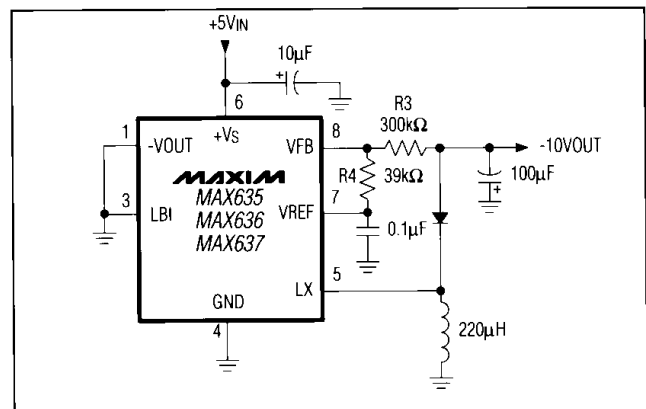 +5VIN
10µF
+
6
R3
300kΩ
1
-VOUT
+VS
VFB
8
-10VOUT
MAXIM
R4
39kΩ
100µF
+
MAX635
3
LBI
MAX636
VREF
7
MAX637
0.1µF
LX
5
GND
4
220µH